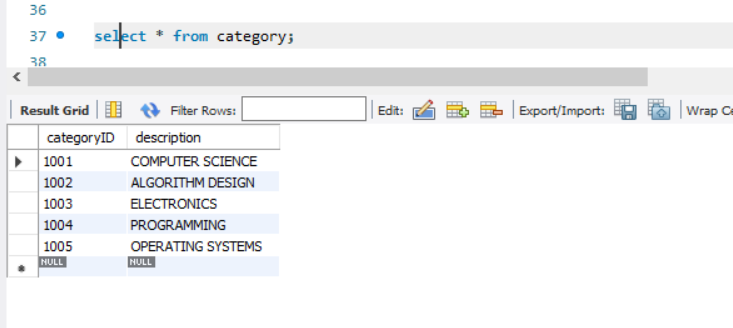 36
37 select * from category;
38
Result Grid Filter Rows: Edit: Export/Import: Wrap Ce
categoryID description
1001 COMPUTER SCIENCE
1002 ALGORITHM DESIGN
1003 ELECTRONICS
1004 PROGRAMMING
1005 OPERATING SYSTEMS
NULL NULL